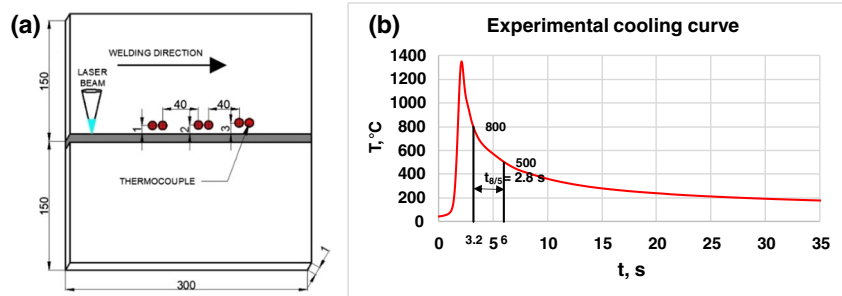 (a)
WELDING DIRECTION
LASER
BEAM
150
40
40
1
2
3
THERMOCOUPLE
150
300
1
(b)
Experimental cooling curve
1400
1200
1000
800
600
400
200
0
T,°C
800
500
t8/5= 2.8 s
0
3.2
5
6
10
15
20
25
30
35
t, s